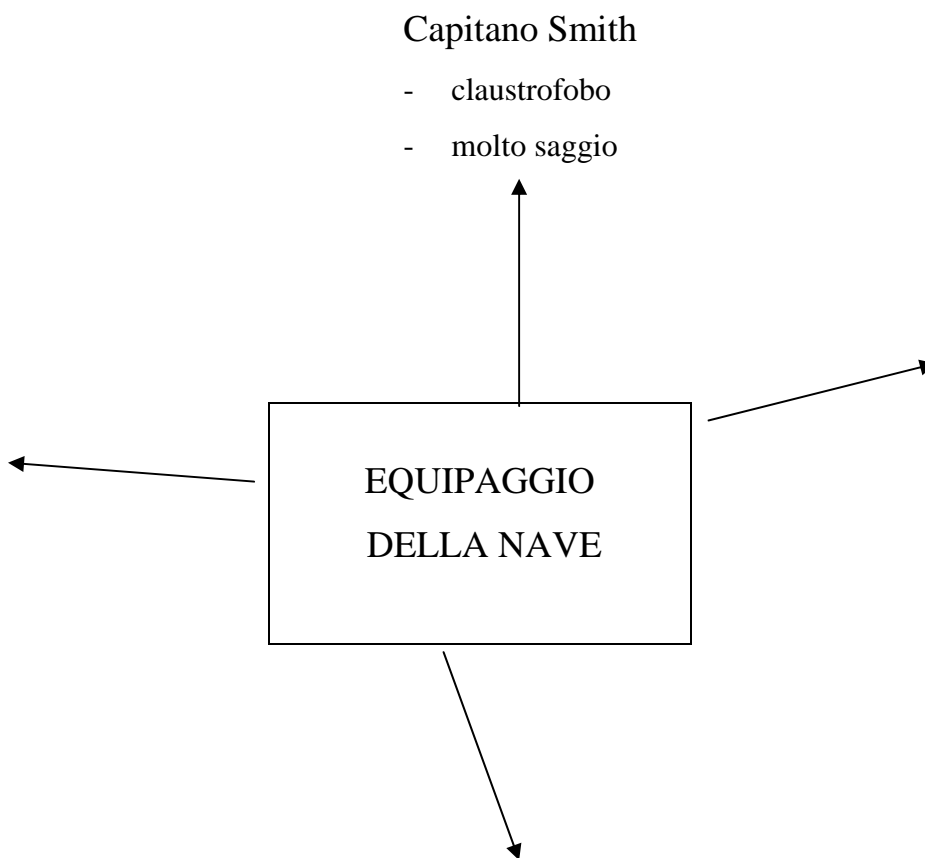 Capitano Smith
- claustrofobo
- molto saggio
EQUIPAGGIO
DELLA NAVE